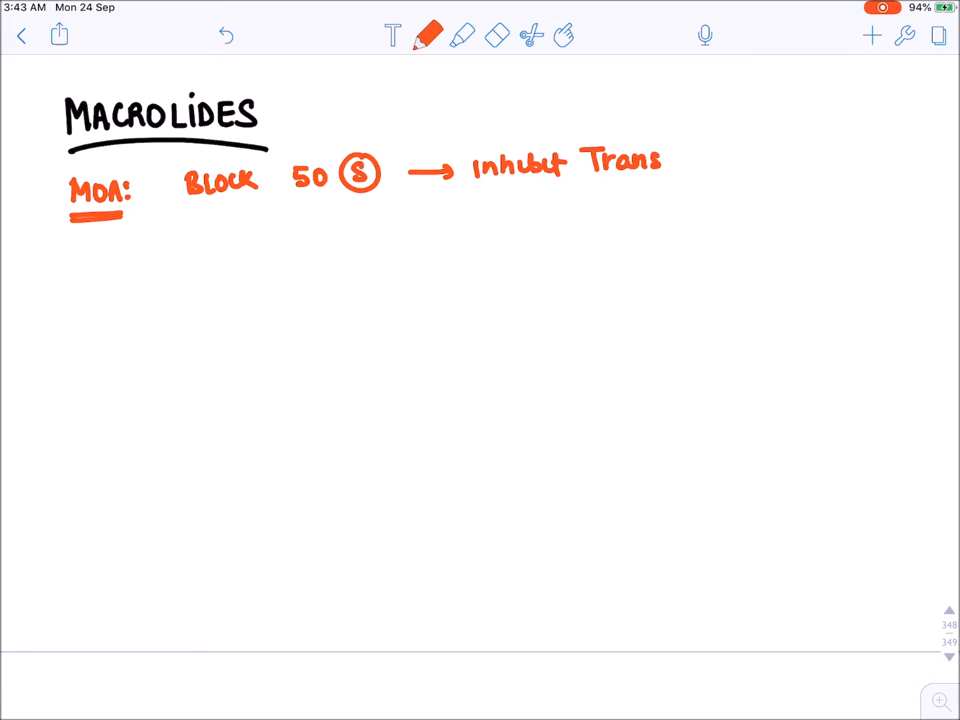 3:43 AM Mon 24 Sep 94%
T
MACROLIDES
MOA: BLOCK 50 S → Inhibit Trans
348
349